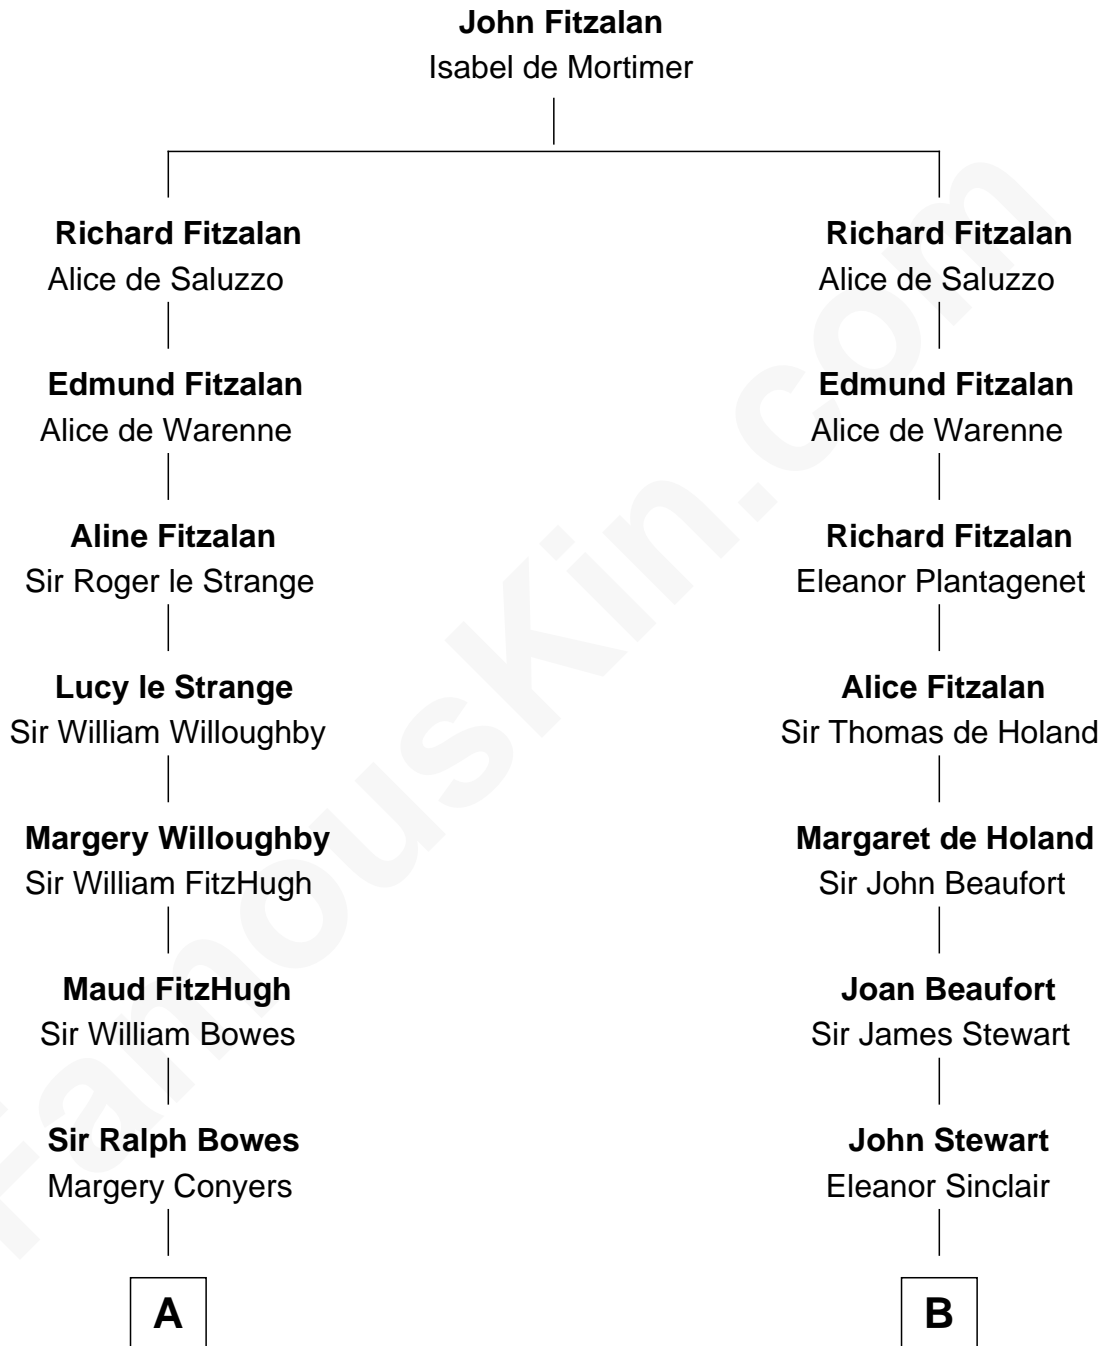 John Fitzalan
Isabel de Mortimer
Richard Fitzalan
Alice de Saluzzo
Edmund Fitzalan
Alice de Warenne
Aline Fitzalan
Sir Roger le Strange
Lucy le Strange
Sir William Willoughby
Margery Willoughby
Sir William FitzHugh
Maud FitzHugh
Sir William Bowes
Sir Ralph Bowes
Margery Conyers
A
Richard Fitzalan
Alice de Saluzzo
Edmund Fitzalan
Alice de Warenne
Richard Fitzalan
Eleanor Plantagenet
Alice Fitzalan
Sir Thomas de Holand
Margaret de Holand
Sir John Beaufort
Joan Beaufort
Sir James Stewart
John Stewart
Eleanor Sinclair
B
FamousKin.com